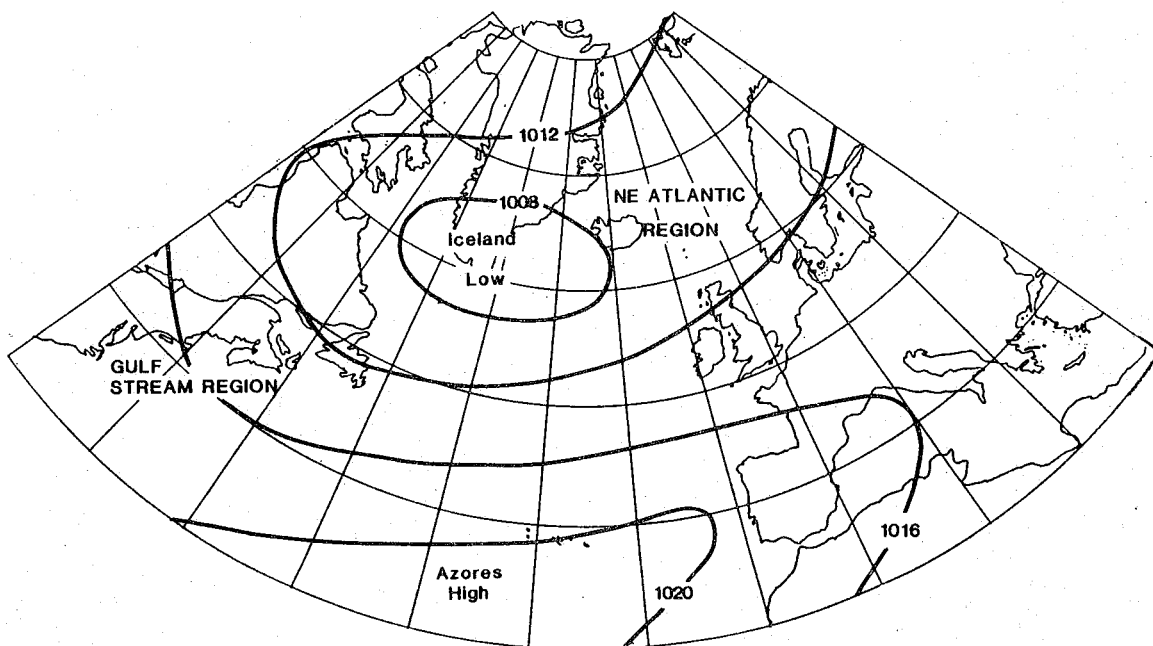 1012
1008
NE ATLANTIC
REGION
Iceland
Low
GULF
STREAM REGION
1016
Azores
High
1020